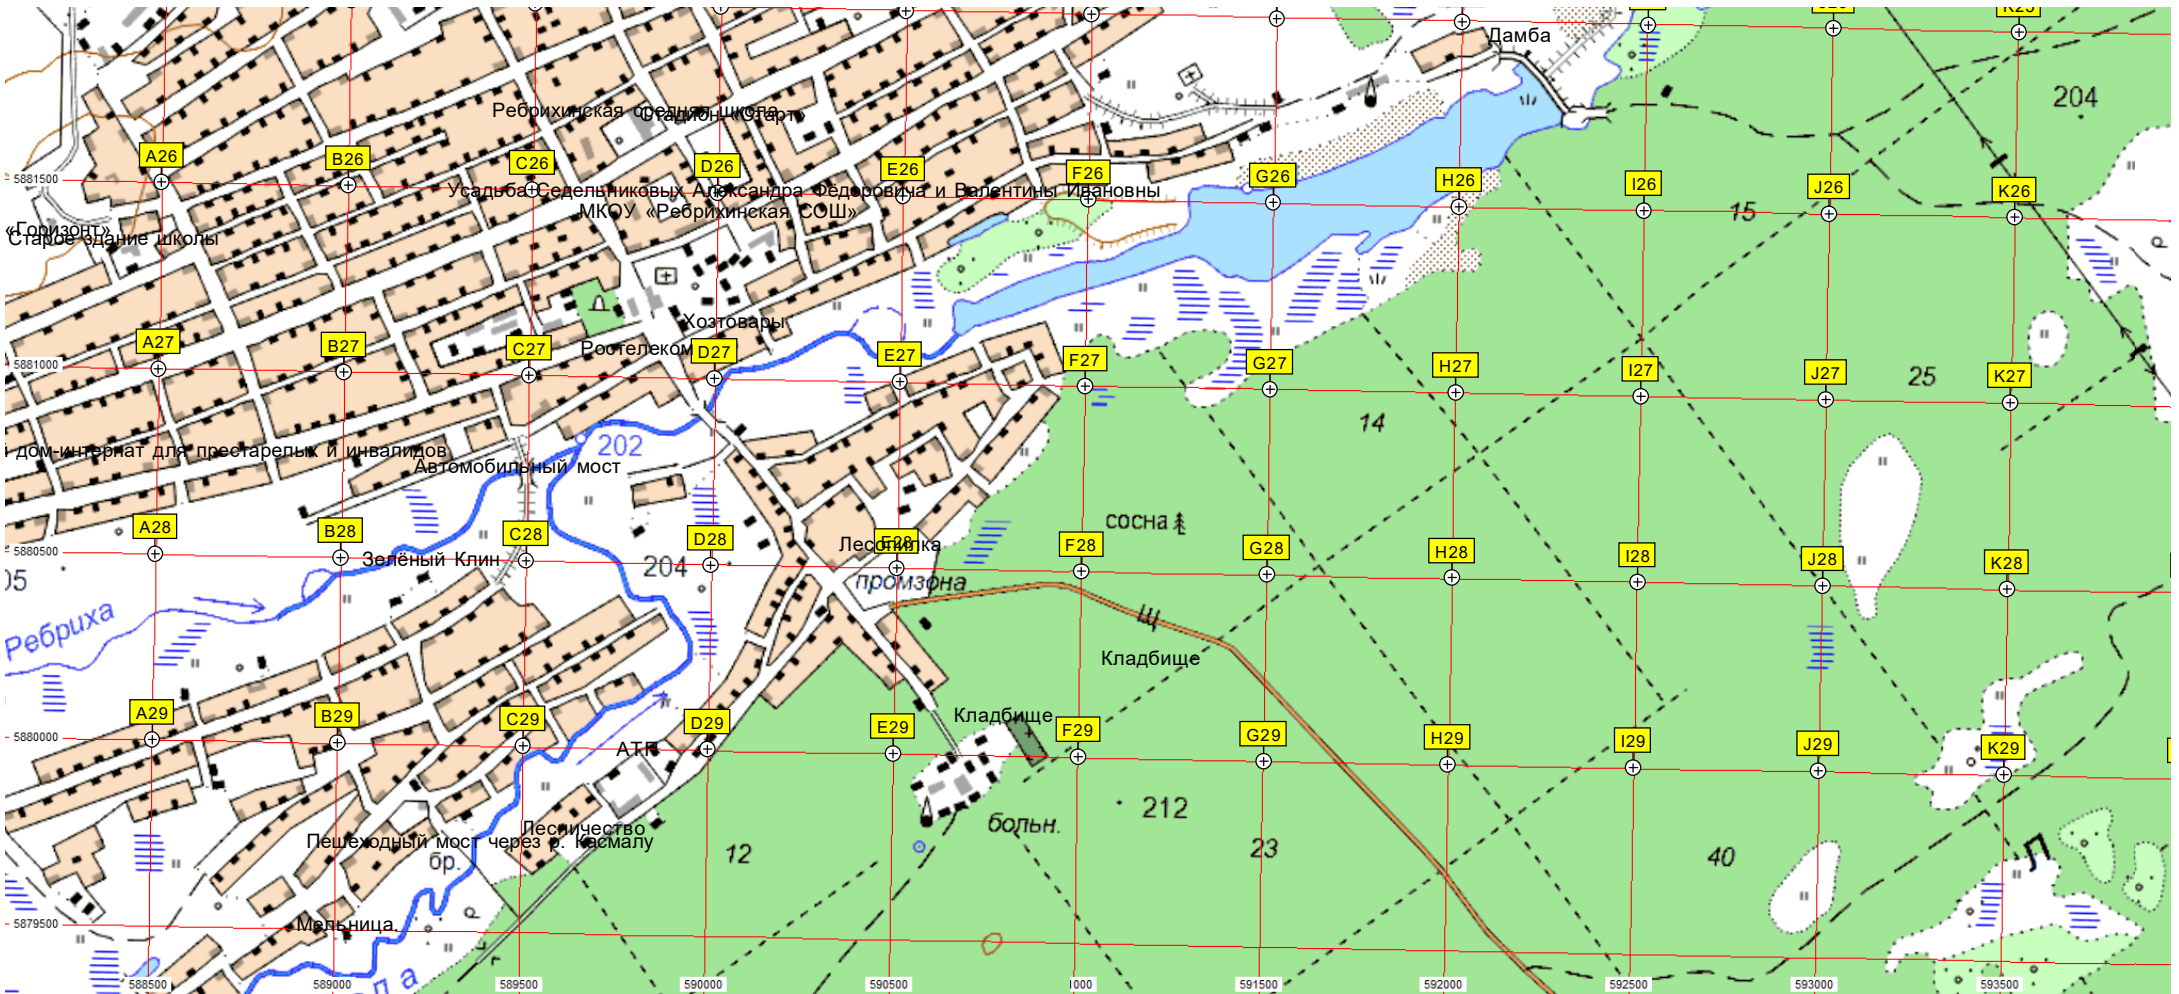 Дамба
K25
204
Ребрихинская средняя школа
Стадион «Старт»
A26
B26
C26
D26
E26
F26
G26
H26
I26
J26
K26
5881500
Усадьба Седельниковых Александра Фёдоровича и Валентины Ивановны
МКОУ «Ребрихинская СОШ»
15
«Горизонт»
Старое здание школы
Хозтовары
Ростелеком
A27
B27
C27
D27
E27
F27
G27
H27
I27
J27
K27
5881000
25
14
202
дом-интернат для престарелых и инвалидов
Автомобильный мост
сосна
A28
B28
C28
D28
E28
F28
G28
H28
I28
J28
K28
5880500
Лесопилка
Зелёный Клин
204
05
промзона
Щ
Ребриха
Кладбище
A29
B29
C29
D29
E29
F29
G29
H29
I29
J29
K29
Кладбище
5880000
АТП
212
больн.
Лесничество
Пешеходный мост через р. Касмалу
бр.
12
23
40
Л
Мельница
5879500
588500
589000
589500
590000
590500
1000
591500
592000
592500
593000
593500